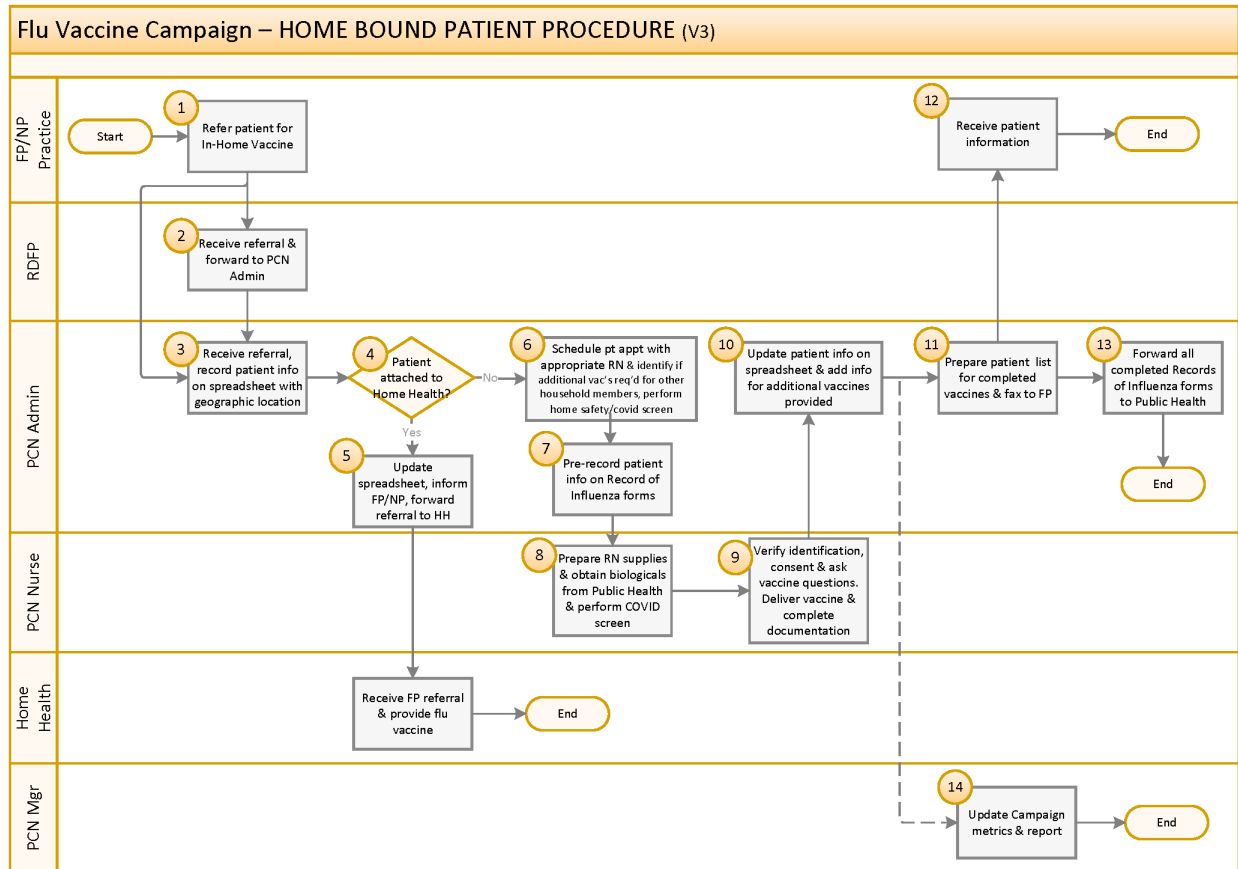 Flu Vaccine Campaign – HOME BOUND PATIENT PROCEDURE (V3)
FP/NP
Practice
Start
1
Refer patient for
In-Home Vaccine
12
Receive patient
information
End
RDFP
2
Receive referral &
forward to PCN
Admin
PCN Admin
3
Receive referral,
record patient info
on spreadsheet with
geographic location
4
Patient
attached to
Home Health?
No
Yes
5
Update
spreadsheet, inform
FP/NP, forward
referral to HH
6
Schedule pt appt with
appropriate RN & identify if
additional vac's req'd for other
household members, perform
home safety/covid screen
7
Pre-record patient
info on Record of
Influenza forms
10
Update patient info on
spreadsheet & add info
for additional vaccines
provided
11
Prepare patient list
for completed
vaccines & fax to FP
13
Forward all
completed Records
of Influenza forms
to Public Health
End
PCN Nurse
8
Prepare RN supplies
& obtain biologicals
from Public Health
& perform COVID
screen
9
Verify identification,
consent & ask
vaccine questions.
Deliver vaccine &
complete
documentation
Home
Health
Receive FP referral
& provide flu
vaccine
End
PCN Mgr
14
Update Campaign
metrics & report
End